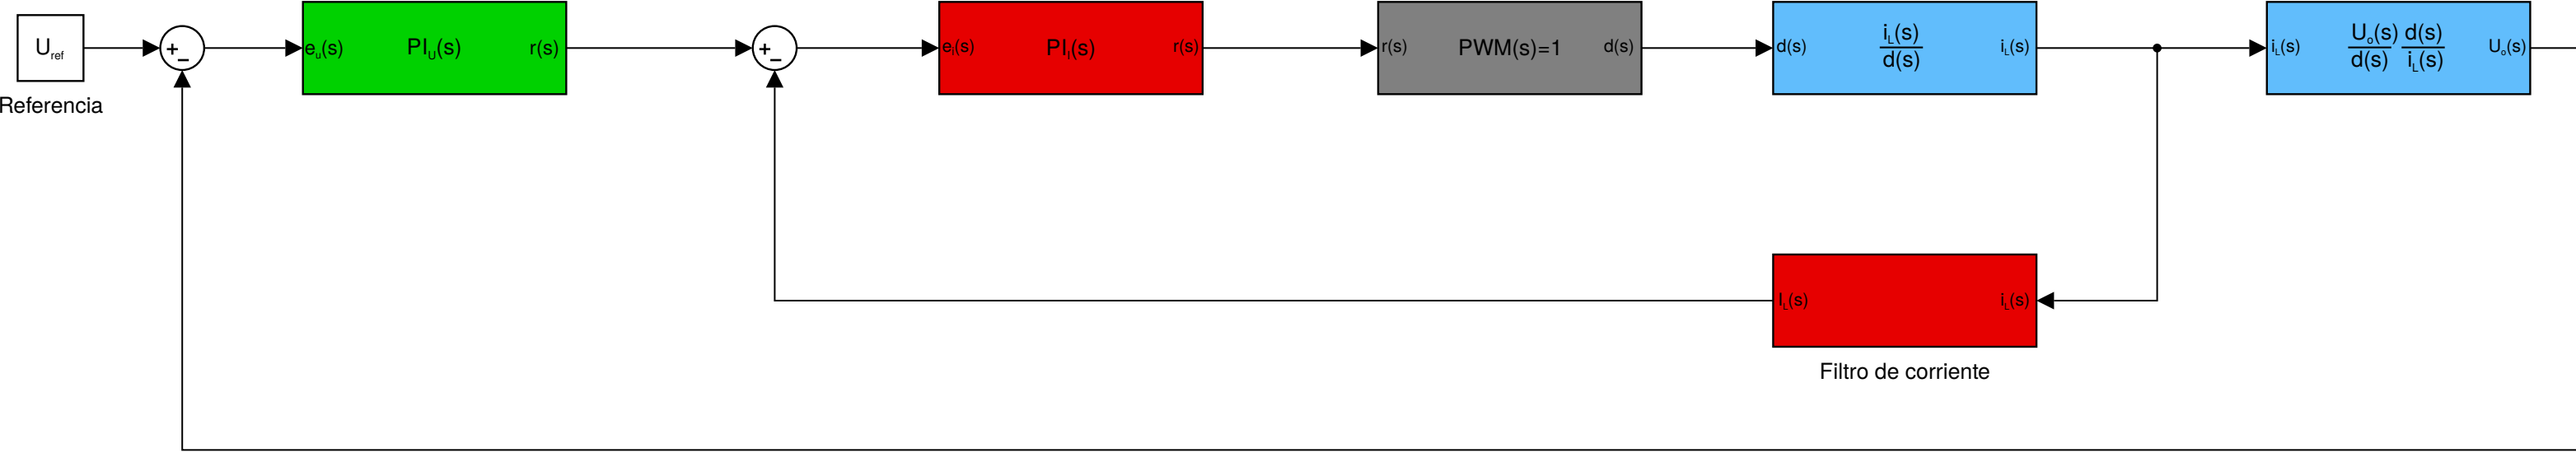 U_ref
Referencia
+
−
e_u(s) PI_U(s) r(s)
+
−
e_I(s) PI_I(s) r(s)
r(s) PWM(s)=1 d(s)
d(s) i_L(s)/d(s) i_L(s)
i_L(s) U_o(s)/d(s) · d(s)/i_L(s) U_o(s)
I_L(s) i_L(s)
Filtro de corriente